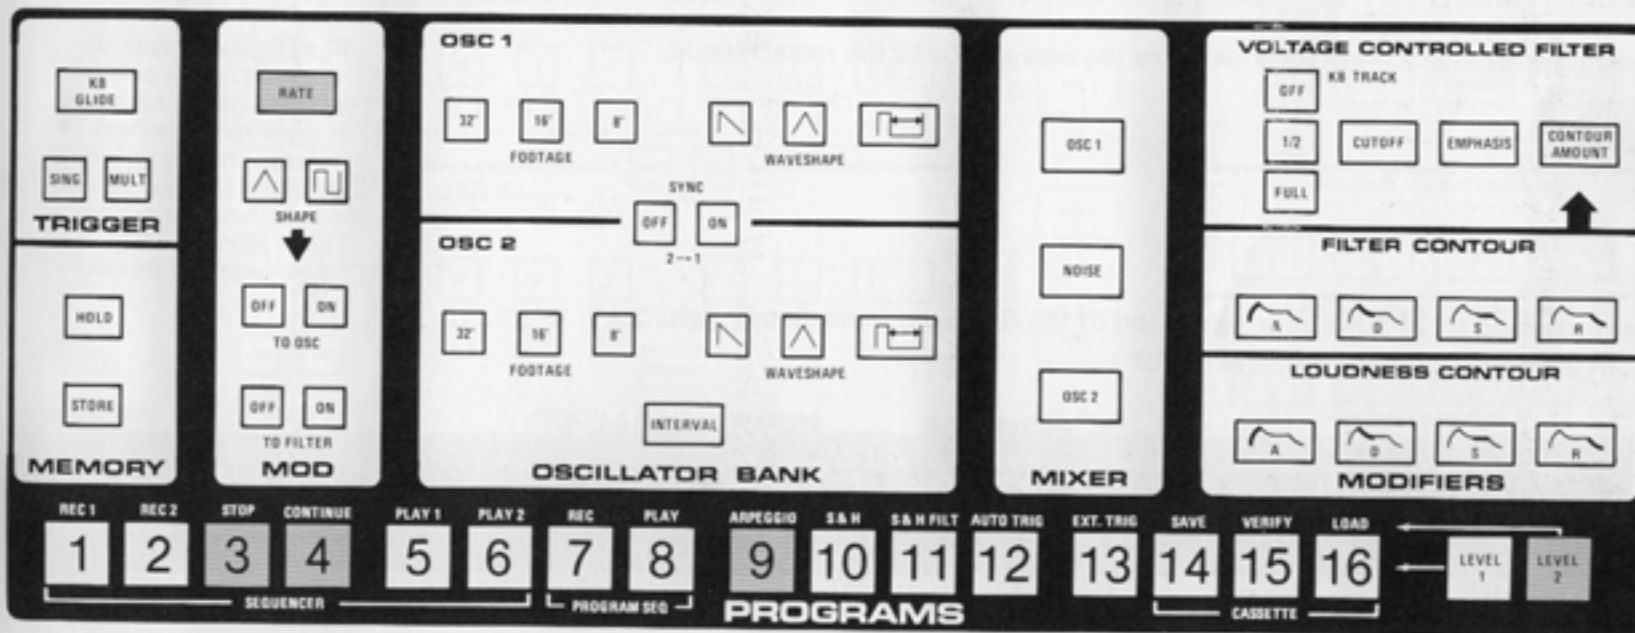 KB GLIDE
SING MULT
TRIGGER
HOLD
STORE
MEMORY
RATE
SHAPE
OFF ON
TO OSC
OFF ON
TO FILTER
MOD
OSC 1
32' 16' 8'
FOOTAGE WAVESHAPE
SYNC
OFF ON
2→1
OSC 2
32' 16' 8'
FOOTAGE WAVESHAPE
INTERVAL
OSCILLATOR BANK
OSC 1
NOISE
OSC 2
MIXER
VOLTAGE CONTROLLED FILTER
KB TRACK
OFF
1/2 CUTOFF EMPHASIS CONTOUR AMOUNT
FULL
FILTER CONTOUR
A D S R
LOUDNESS CONTOUR
A D S R
MODIFIERS
REC 1 REC 2 STOP CONTINUE PLAY 1 PLAY 2 REC PLAY ARPEGGIO S & H S & H FILT AUTO TRIG EXT. TRIG SAVE VERIFY LOAD
1 2 3 4 5 6 7 8 9 10 11 12 13 14 15 16 LEVEL 1 LEVEL 2
SEQUENCER PROGRAM SEQ PROGRAMS CASSETTE